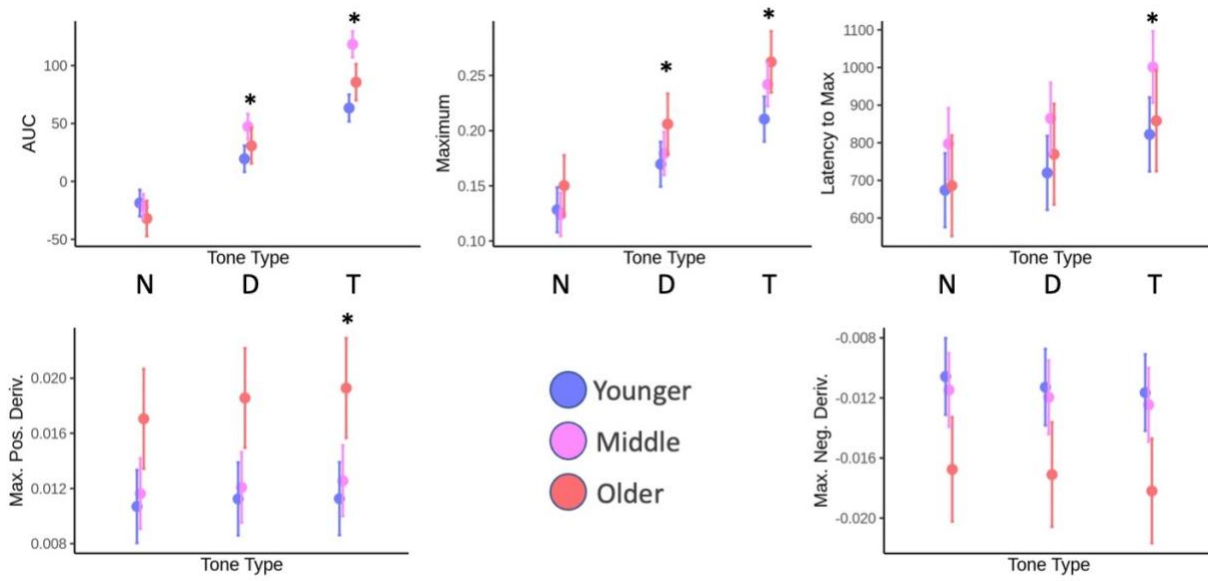 *
*
100
50
0
-50
AUC
Tone Type
N D T
*
*
0.25
0.20
0.15
0.10
Maximum
Tone Type
N D T
*
1100
1000
900
800
700
600
Latency to Max
Tone Type
N D T
*
0.020
0.016
0.012
0.008
Max. Pos. Deriv.
Tone Type
Younger
Middle
Older
-0.008
-0.012
-0.016
-0.020
Max. Neg. Deriv.
Tone Type